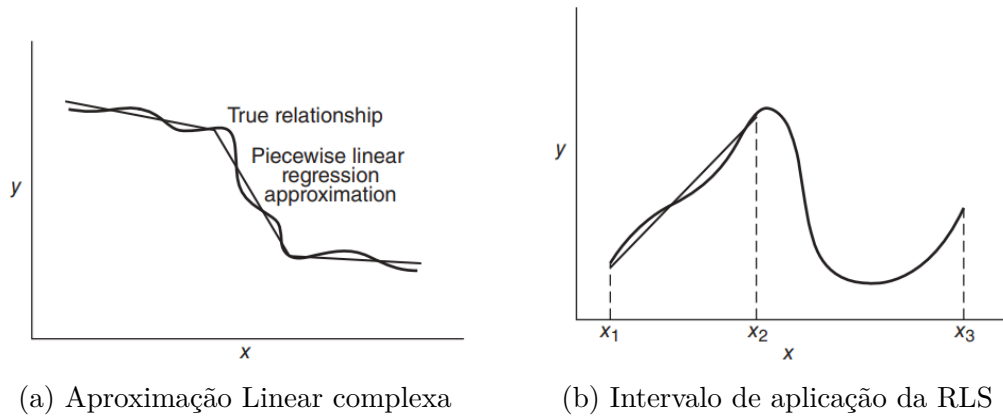 True relationship
Piecewise linear
regression
approximation
y
x
(a) Aproximação Linear complexa
y
x₁
x₂
x₃
x
(b) Intervalo de aplicação da RLS